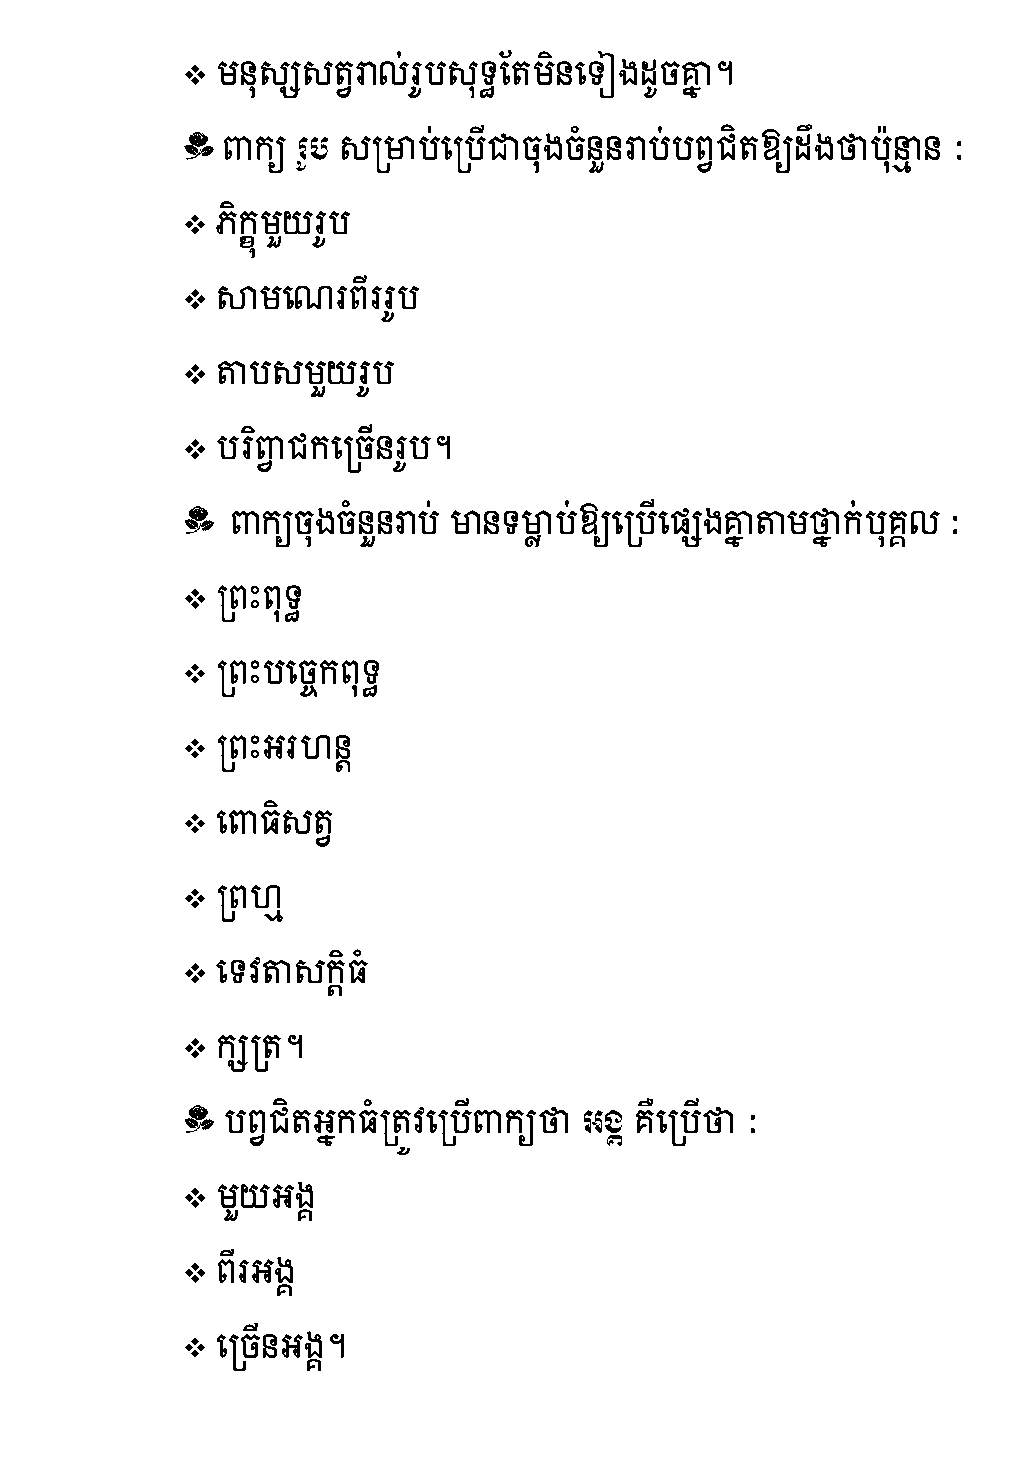 ❖ មនុស្សសត្វរាល់រូបសុទ្ធតែមិនទៀងដូចគ្នា។
ពាក្យ រូប សម្រាប់ប្រើជាចុងចំនួនរាប់បព្វជិតឱ្យដឹងថាប៉ុន្មាន :
❖ ភិក្ខុមួយរូប
❖ សាមណេរពីររូប
❖ តាបសមួយរូប
❖ បរិព្វាជកច្រើនរូប។
ពាក្យចុងចំនួនរាប់ មានទម្លាប់ឱ្យប្រើផ្សេងគ្នាតាមថ្នាក់បុគ្គល :
❖ ព្រះពុទ្ធ
❖ ព្រះបច្ចេកពុទ្ធ
❖ ព្រះអរហន្ត
❖ ពោធិសត្វ
❖ ព្រហ្ម
❖ ទេវតាសក្តិធំ
❖ ក្សត្រ។
បព្វជិតអ្នកធំត្រូវប្រើពាក្យថា អង្គ គឺប្រើថា :
❖ មួយអង្គ
❖ ពីរអង្គ
❖ ច្រើនអង្គ។